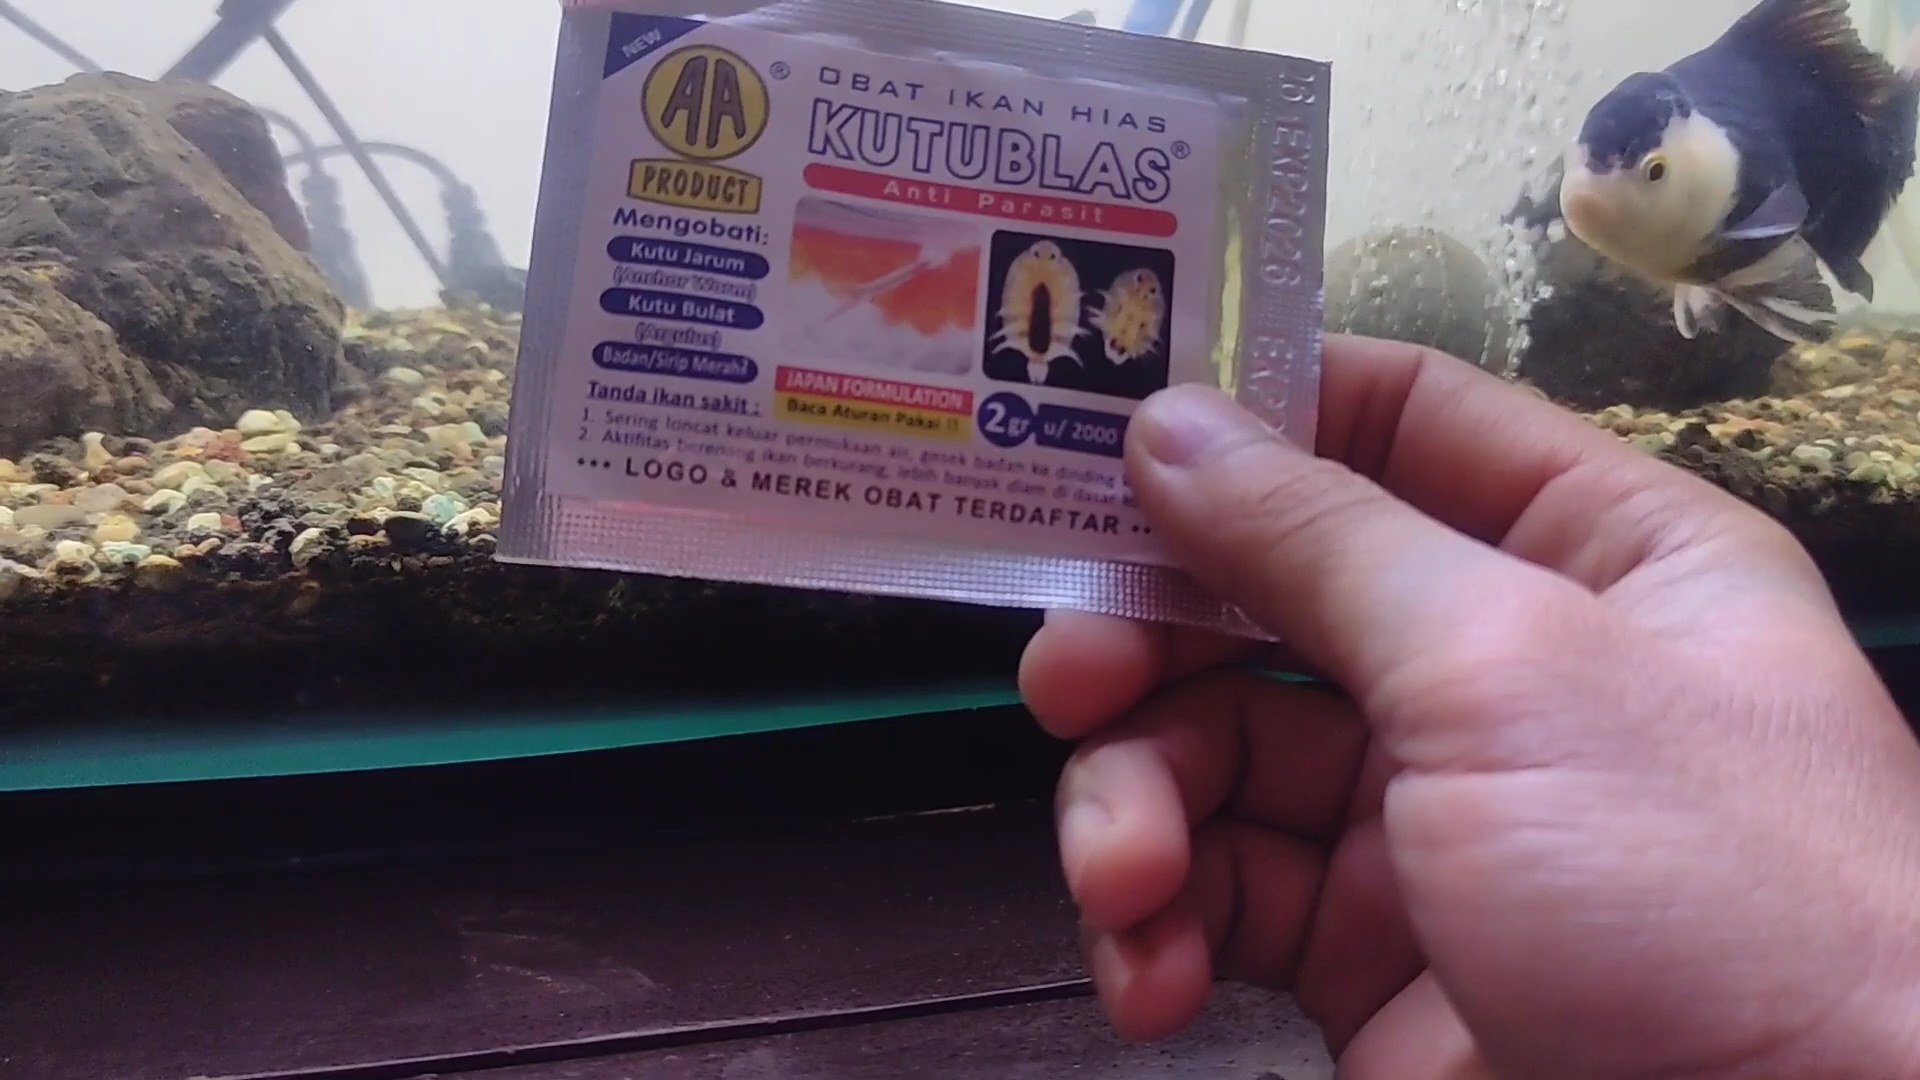 NEW
AA
®
PRODUCT
OBAT IKAN HIAS
KUTUBLAS®
Anti Parasit
Mengobati:
Kutu Jarum
(Anchor Worm)
Kutu Bulat
(Argulus)
Badan/Sirip Merah²
JAPAN FORMULATION
Baca Aturan Pakai !!
2gr u/ 2000
Tanda ikan sakit :
1. Sering loncat keluar permukaan air, gesek badan ke dinding
2. Aktifitas berenang ikan berkurang, lebih banyak diam di dasar
••• LOGO & MEREK OBAT TERDAFTAR ••
EXP2026